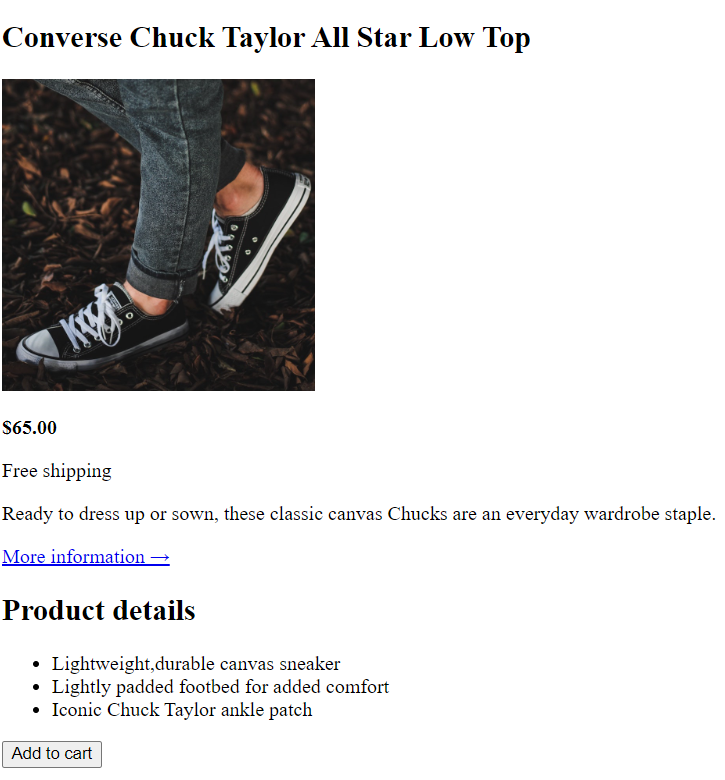 Converse Chuck Taylor All Star Low Top
$65.00
Free shipping
Ready to dress up or sown, these classic canvas Chucks are an everyday wardrobe staple.
More information →
Product details
• Lightweight,durable canvas sneaker
• Lightly padded footbed for added comfort
• Iconic Chuck Taylor ankle patch
Add to cart